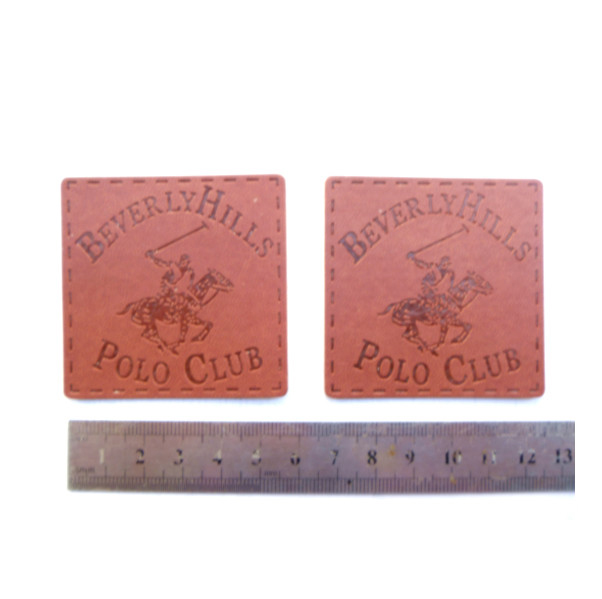 BEVERLY HILLS
POLO CLUB
BEVERLY HILLS
POLO CLUB
1 2 3 4 5 6 7 8 9 10 11 12 13